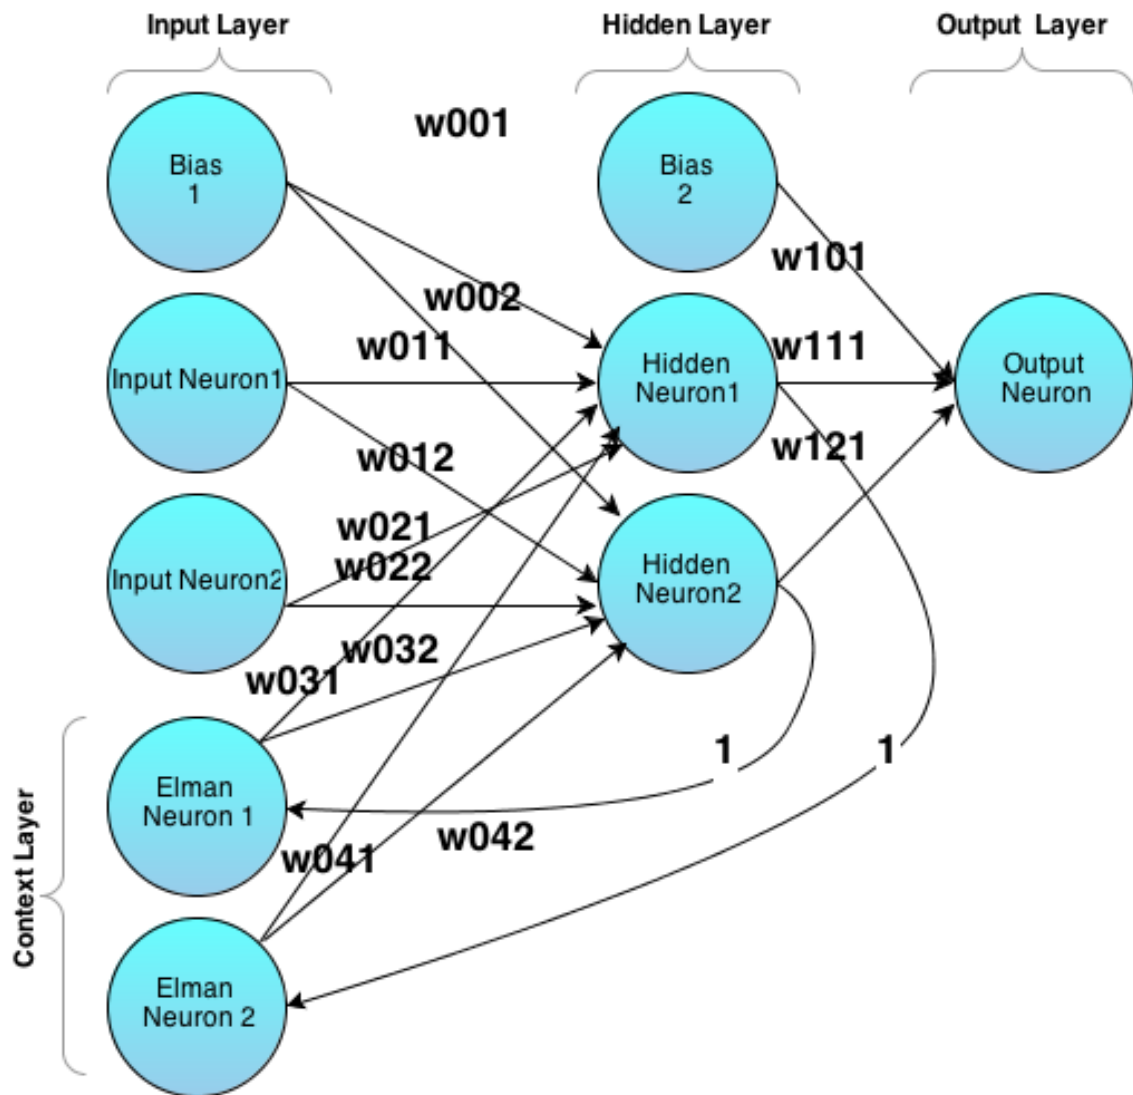 Input Layer
Hidden Layer
Output Layer
w001
Bias
1
Bias
2
w101
w002
w011
w111
Input Neuron1
Hidden
Neuron1
Output
Neuron
w012
w121
w021
w022
Input Neuron2
Hidden
Neuron2
w032
w031
1
1
Elman
Neuron 1
w042
w041
Context Layer
Elman
Neuron 2